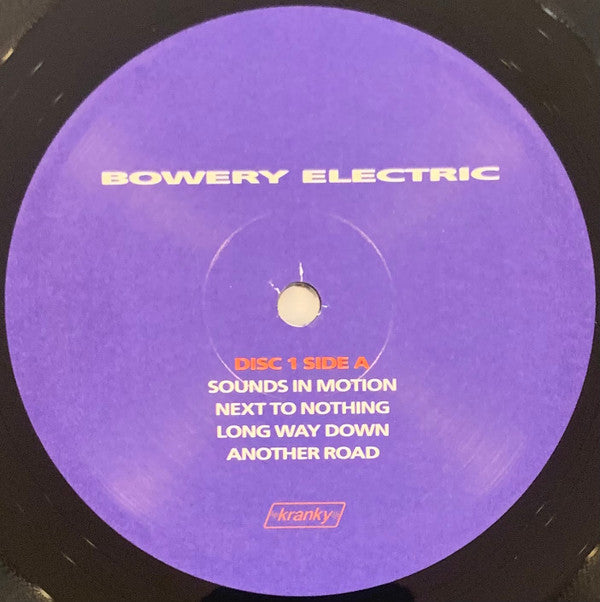 BOWERY ELECTRIC
DISC 1 SIDE A
SOUNDS IN MOTION
NEXT TO NOTHING
LONG WAY DOWN
ANOTHER ROAD
kranky